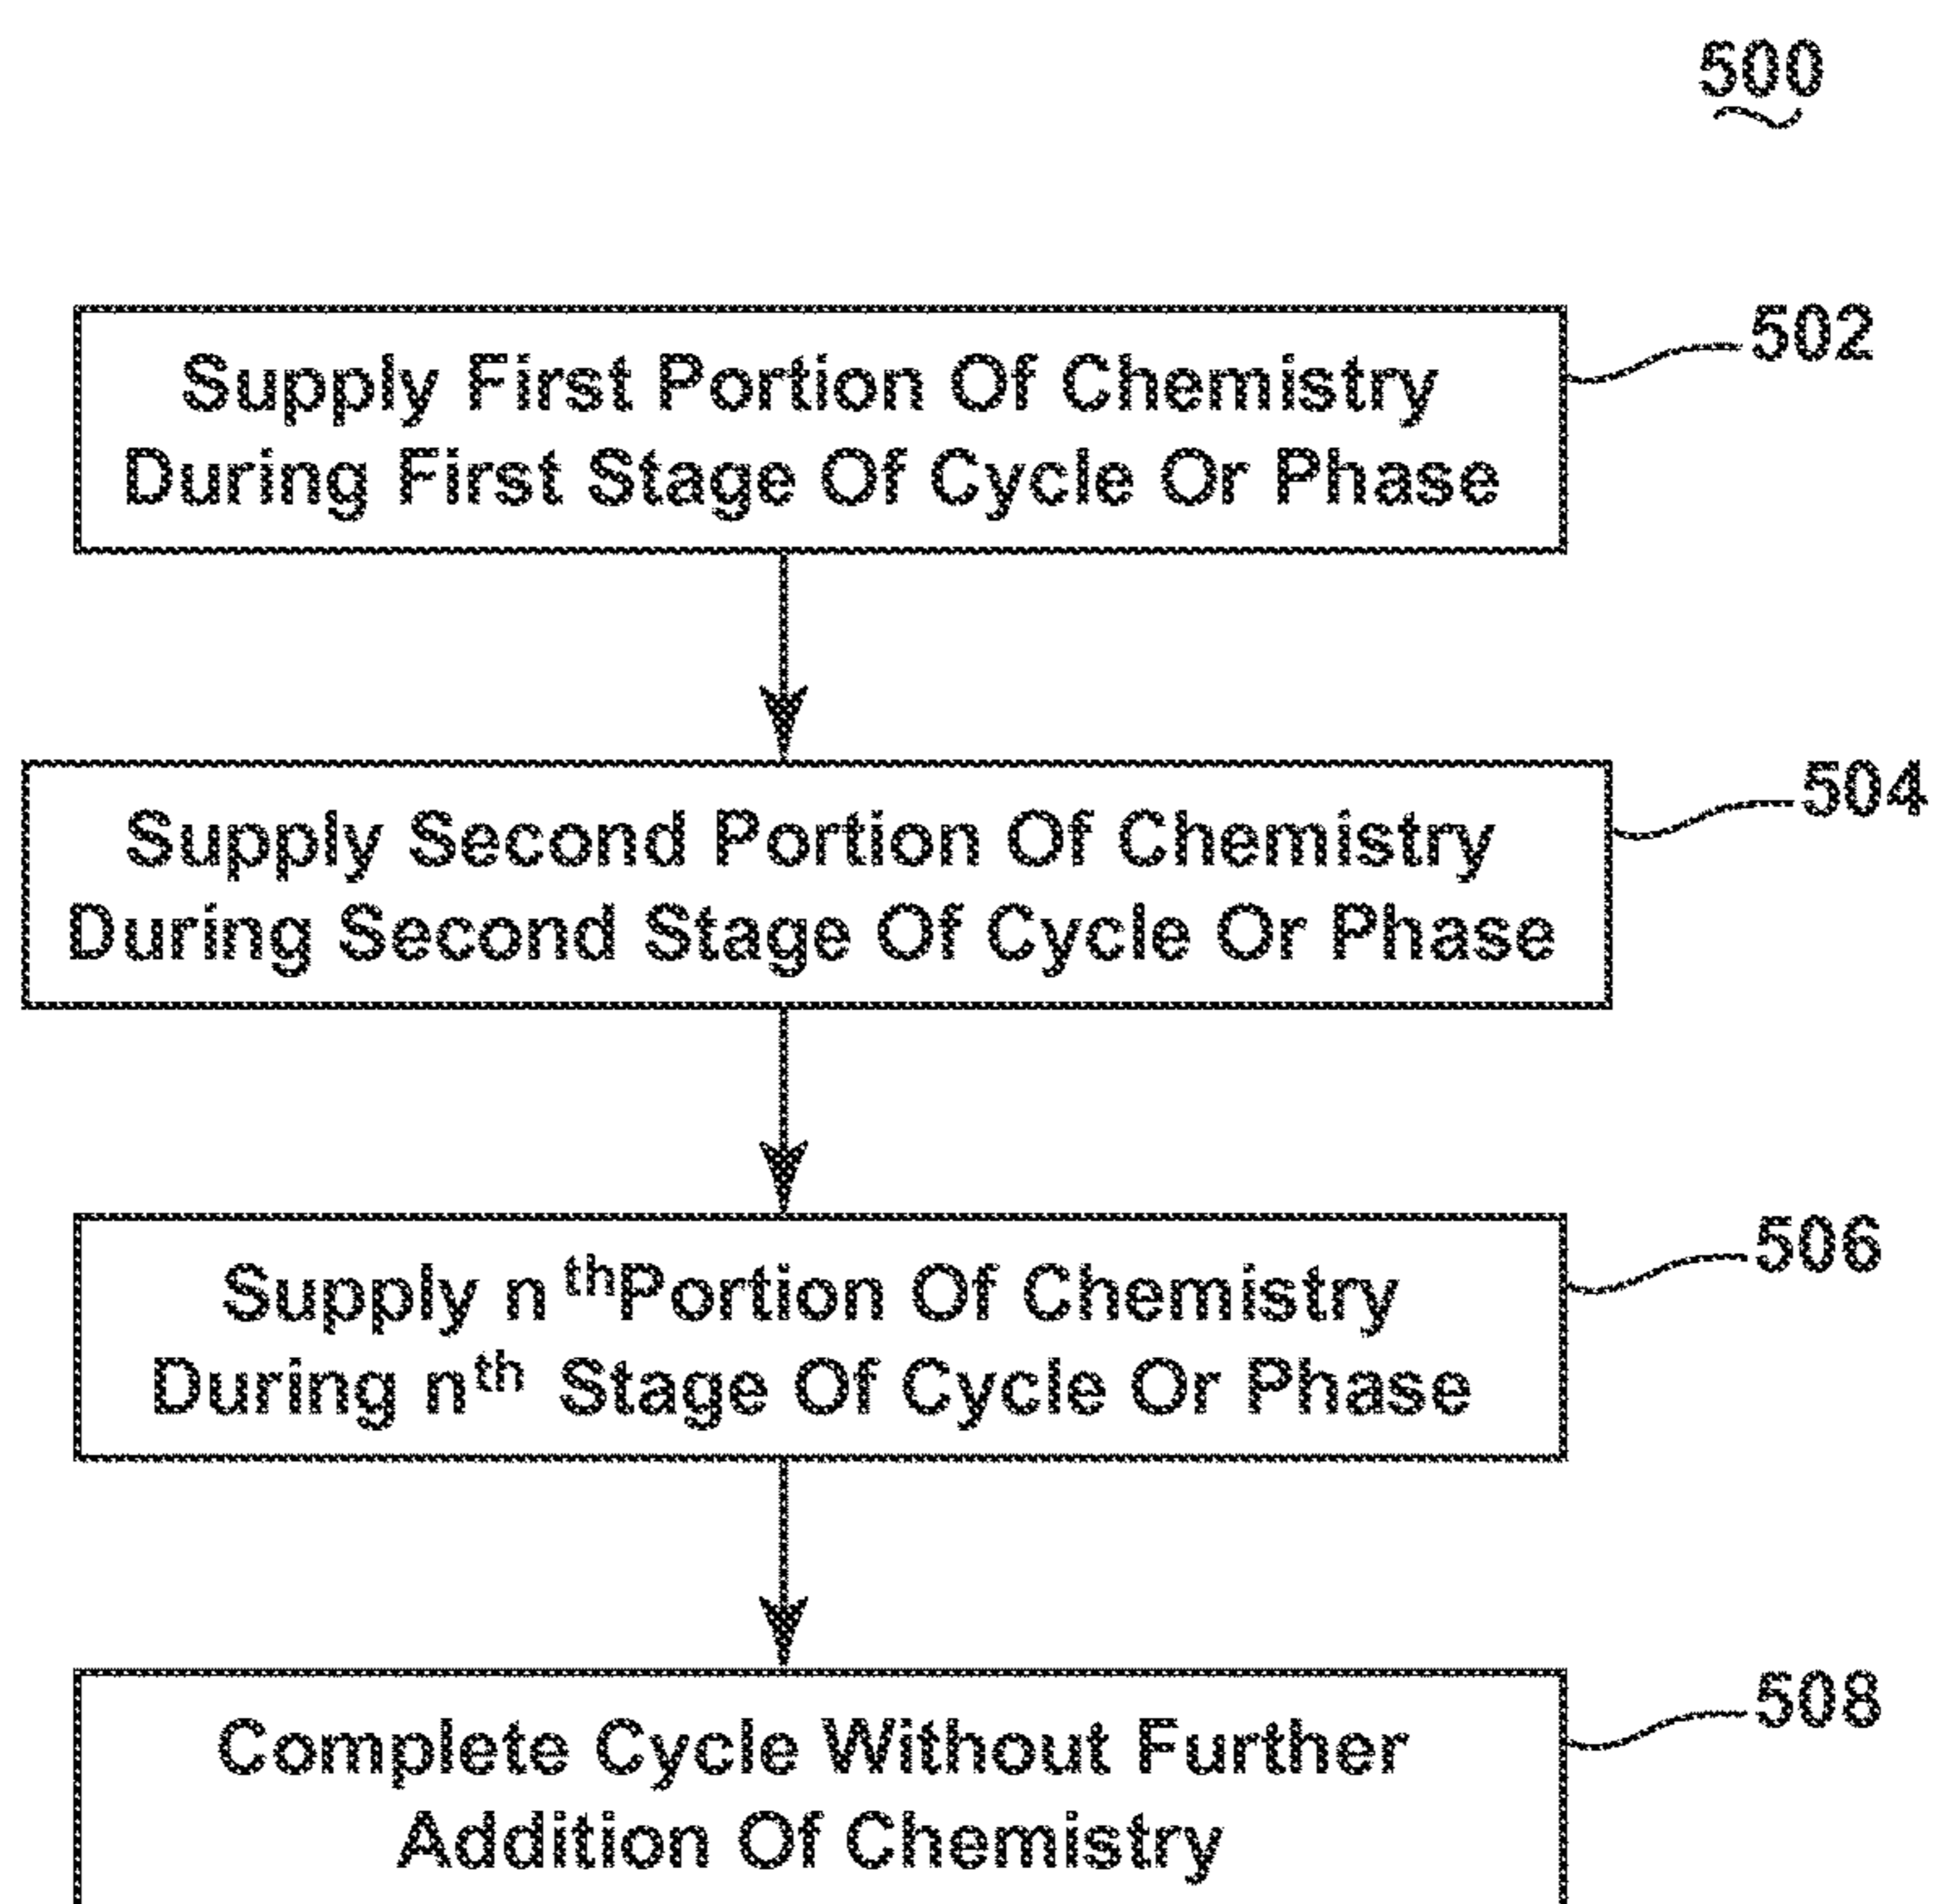 500
Supply First Portion Of Chemistry
During First Stage Of Cycle Or Phase
502
Supply Second Portion Of Chemistry
During Second Stage Of Cycle Or Phase
504
Supply n th Portion Of Chemistry
During nth Stage Of Cycle Or Phase
506
Complete Cycle Without Further
Addition Of Chemistry
508